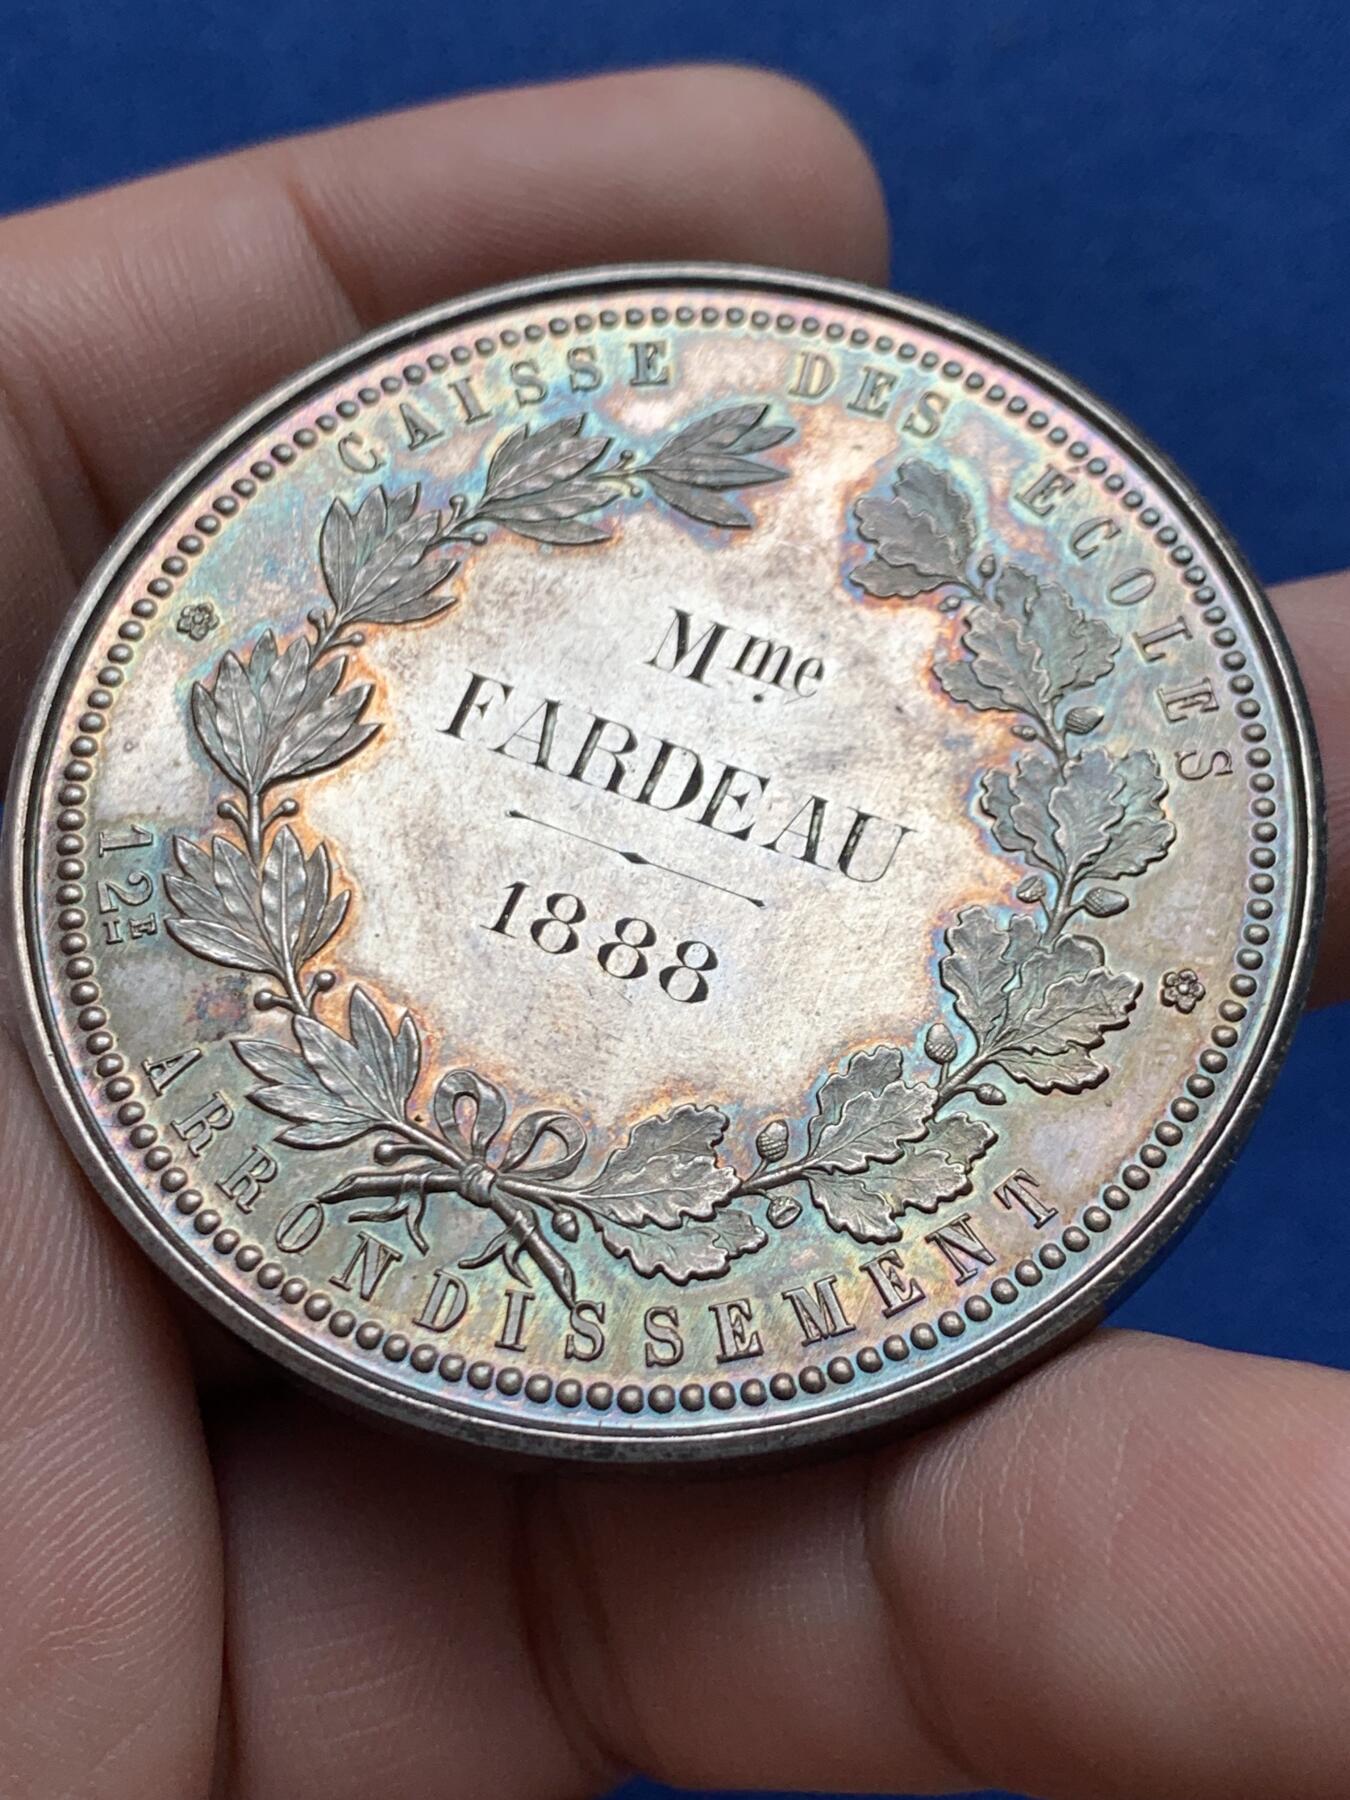 CAISSE DES ÉCOLES
Mme
FARDEAU
1888
12E ARRONDISSEMENT